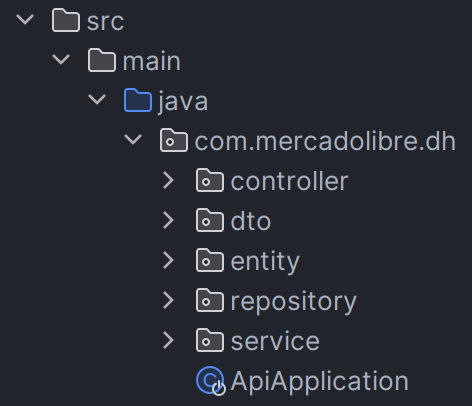 src
main
java
com.mercadolibre.dh
controller
dto
entity
repository
service
ApiApplication